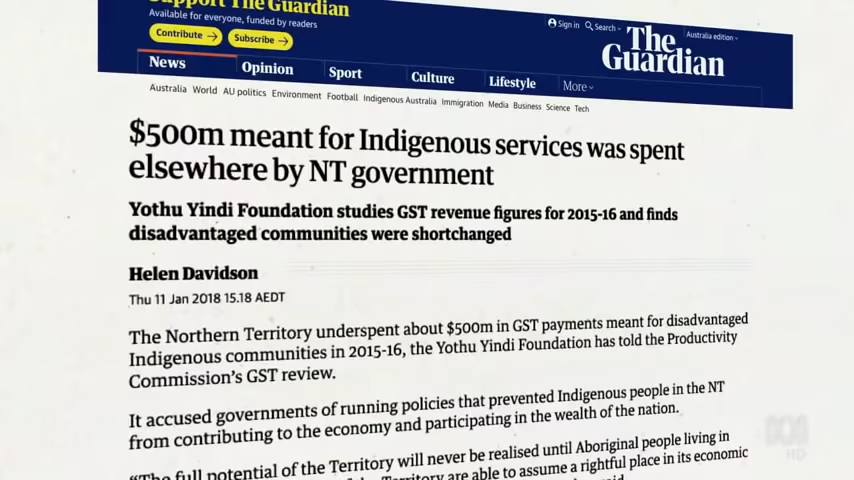 Support The Guardian
Available for everyone, funded by readers
Contribute → Subscribe →
Sign in Search
Australia edition
The Guardian
News Opinion Sport Culture Lifestyle More
Australia World AU politics Environment Football Indigenous Australia Immigration Media Business Science Tech
$500m meant for Indigenous services was spent
elsewhere by NT government
Yothu Yindi Foundation studies GST revenue figures for 2015-16 and finds
disadvantaged communities were shortchanged
Helen Davidson
Thu 11 Jan 2018 15.18 AEDT
The Northern Territory underspent about $500m in GST payments meant for disadvantaged
Indigenous communities in 2015-16, the Yothu Yindi Foundation has told the Productivity
Commission's GST review.
It accused governments of running policies that prevented Indigenous people in the NT
from contributing to the economy and participating in the wealth of the nation.
“The full potential of the Territory will never be realised until Aboriginal people living in
Territory are able to assume a rightful place in its economic
HD